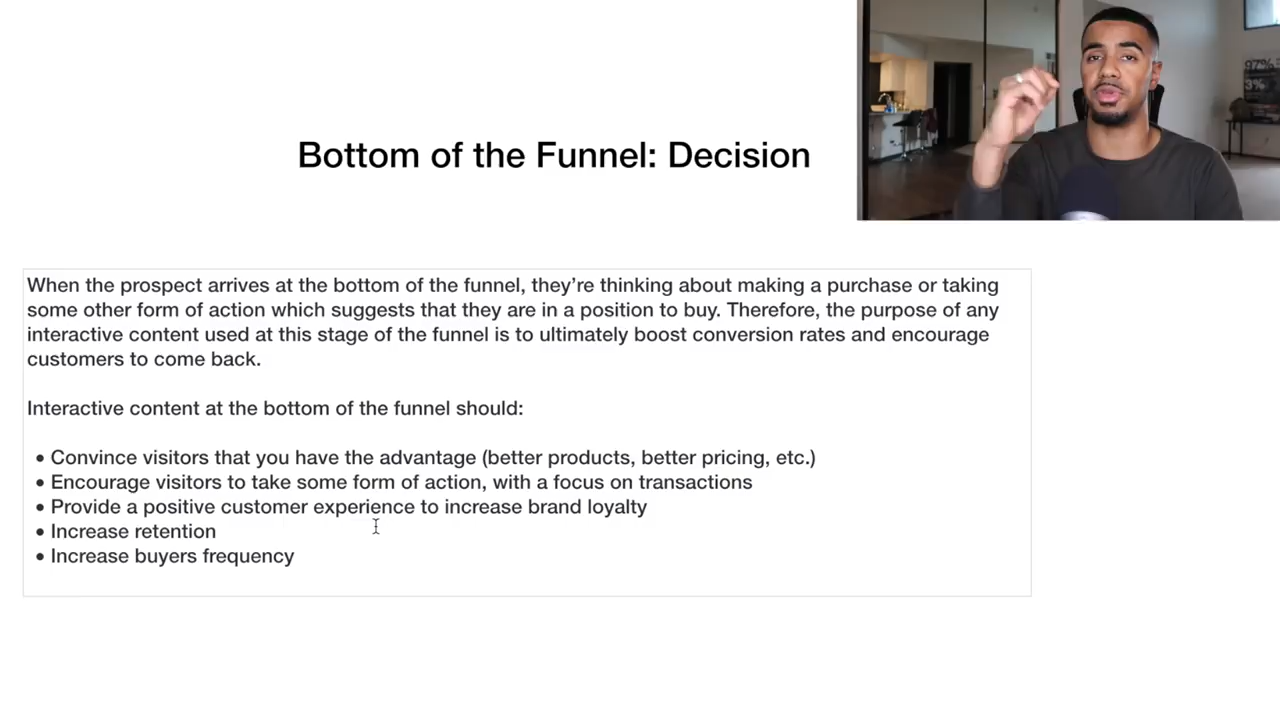 Bottom of the Funnel: Decision
97%
3%
When the prospect arrives at the bottom of the funnel, they’re thinking about making a purchase or taking
some other form of action which suggests that they are in a position to buy. Therefore, the purpose of any
interactive content used at this stage of the funnel is to ultimately boost conversion rates and encourage
customers to come back.
Interactive content at the bottom of the funnel should:
• Convince visitors that you have the advantage (better products, better pricing, etc.)
• Encourage visitors to take some form of action, with a focus on transactions
• Provide a positive customer experience to increase brand loyalty
• Increase retention
• Increase buyers frequency